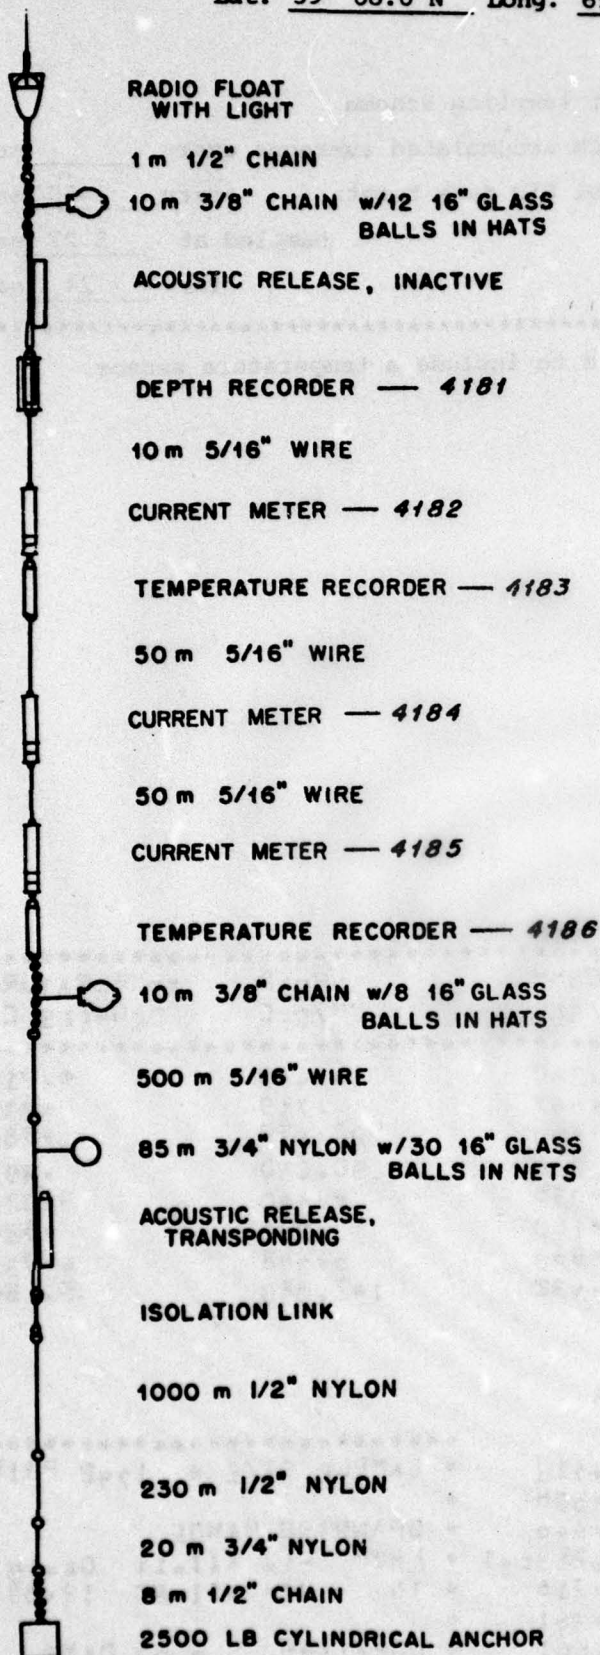 Lat. 39° 08.0'N Long.
RADIO FLOAT
WITH LIGHT
1 m 1/2" CHAIN
10 m 3/8" CHAIN w/12 16" GLASS
BALLS IN HATS
ACOUSTIC RELEASE, INACTIVE
DEPTH RECORDER — 4181
10 m 5/16" WIRE
CURRENT METER — 4182
TEMPERATURE RECORDER — 4183
50 m 5/16" WIRE
CURRENT METER — 4184
50 m 5/16" WIRE
CURRENT METER — 4185
TEMPERATURE RECORDER — 4186
10 m 3/8" CHAIN w/8 16" GLASS
BALLS IN HATS
500 m 5/16" WIRE
85 m 3/4" NYLON w/30 16" GLASS
BALLS IN NETS
ACOUSTIC RELEASE,
TRANSPONDING
ISOLATION LINK
1000 m 1/2" NYLON
230 m 1/2" NYLON
20 m 3/4" NYLON
8 m 1/2" CHAIN
2500 LB CYLINDRICAL ANCHOR